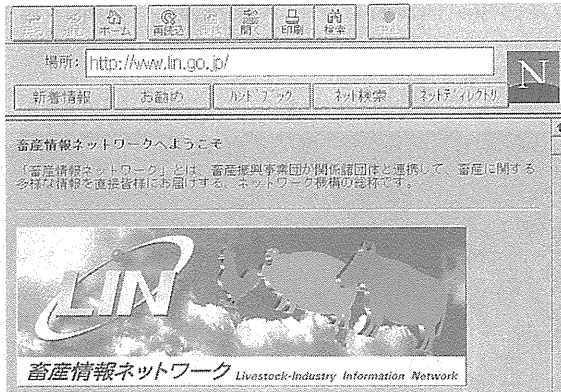 ホーム 再読込 開く 印刷 検索
場所: http://www.lin.go.jp/
N
新着情報 お勧め ハンドブック ネット検索 ネットディレクトリ
畜産情報ネットワークへようこそ
「畜産情報ネットワーク」とは、畜産振興事業団が関係諸団体と連携して、畜産に関する
多様な情報を直接皆様にお届けする、ネットワーク機構の総称です。
LIN
畜産情報ネットワーク Livestock-Industry Information Network